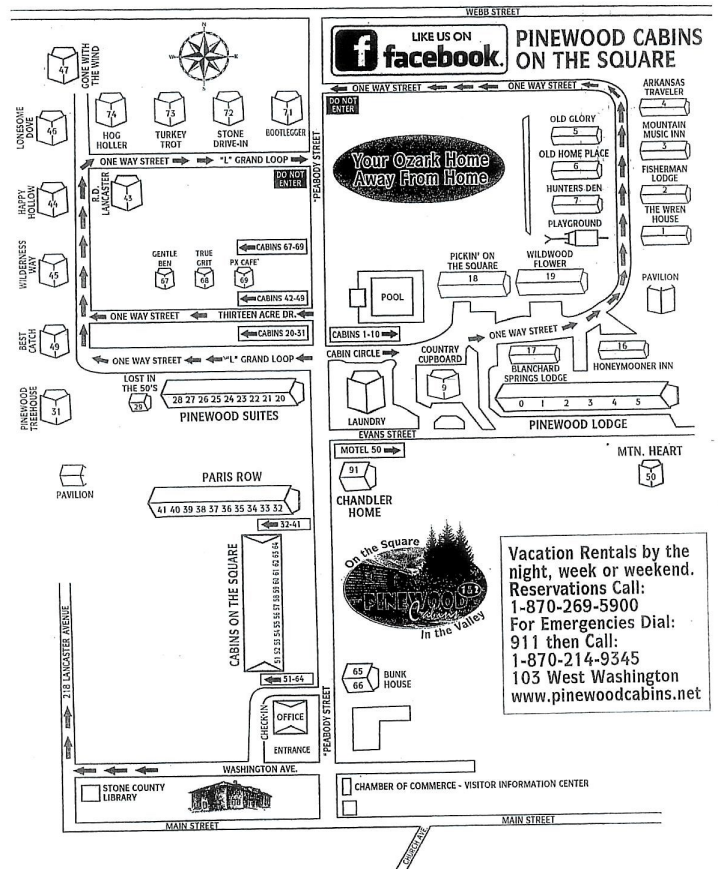 WEBB STREET
LIKE US ON
f facebook.
PINEWOOD CABINS
ON THE SQUARE
GONE WITH
THE WIND
47
N
W E
S
ONE WAY STREET
ONE WAY STREET
DO NOT
ENTER
ARKANSAS
TRAVELER
4
LONESOME
DOVE
46
74
HOG
HOLLER
73
TURKEY
TROT
72
STONE
DRIVE-IN
71
BOOTLEGGER
OLD GLORY
5
MOUNTAIN
MUSIC INN
3
ONE WAY STREET
"L" GRAND LOOP
"PEABODY STREET
Your Ozark Home
Away From Home
OLD HOME PLACE
6
FISHERMAN
LODGE
2
HAPPY
HOLLOW
44
R.D.
LANCASTER
43
DO NOT
ENTER
HUNTERS DEN
7
THE WREN
HOUSE
1
PLAYGROUND
CABINS 67-69
WILDERNESS
WAY
45
GENTLE
BEN
67
TRUE
GRIT
68
PX CAFE'
69
PICKIN' ON
THE SQUARE
18
WILDWOOD
FLOWER
19
PAVILION
CABINS 42-49
POOL
ONE WAY STREET
THIRTEEN ACRE DR.
BEST
CATCH
49
CABINS 20-31
CABINS 1-10
ONE WAY STREET
ONE WAY STREET
"L" GRAND LOOP
CABIN CIRCLE
COUNTRY
CUPBOARD
9
17
BLANCHARD
SPRINGS LODGE
16
HONEYMOONER INN
PINEWOOD
TREEHOUSE
31
LOST IN
THE 50'S
29
28 27 26 25 24 23 22 21 20
PINEWOOD SUITES
LAUNDRY
0 1 2 3 4 5
PINEWOOD LODGE
EVANS STREET
MOTEL 50
PAVILION
PARIS ROW
41 40 39 38 37 36 35 34 33 32
91
CHANDLER
HOME
MTN. HEART
50
32-41
CABINS ON THE SQUARE
51 52 53 54 55 56 57 58 59 60 61 62 63 64
On the Square
PINEWOOD
Cabins
In the Valley
Vacation Rentals by the
night, week or weekend.
Reservations Call:
1-870-269-5900
For Emergencies Dial:
911 then Call:
1-870-214-9345
103 West Washington
www.pinewoodcabins.net
218 LANCASTER AVENUE
51-64
65
66
BUNK
HOUSE
CHECK-IN
OFFICE
ENTRANCE
"PEABODY STREET
WASHINGTON AVE.
STONE COUNTY
LIBRARY
CHAMBER OF COMMERCE - VISITOR INFORMATION CENTER
MAIN STREET
MAIN STREET
CHURCH AVE.